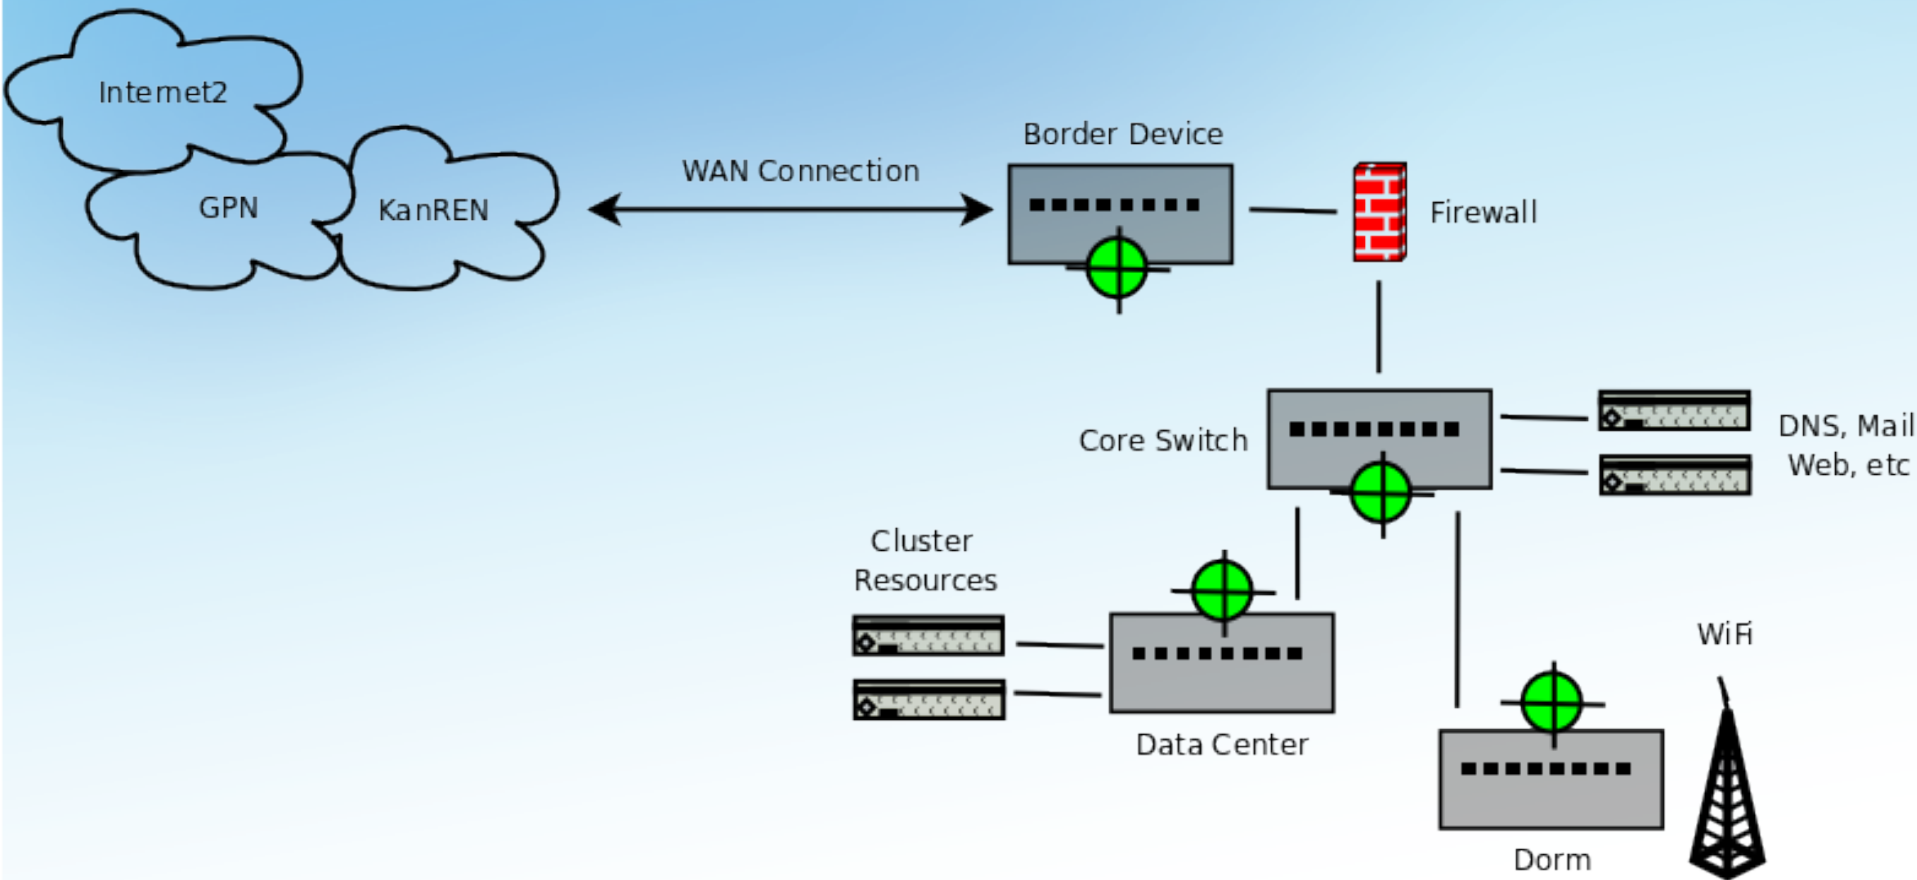 Internet2
GPN
KanREN
WAN Connection
Border Device
Firewall
Core Switch
DNS, Mail
Web, etc
Cluster
Resources
Data Center
WiFi
Dorm